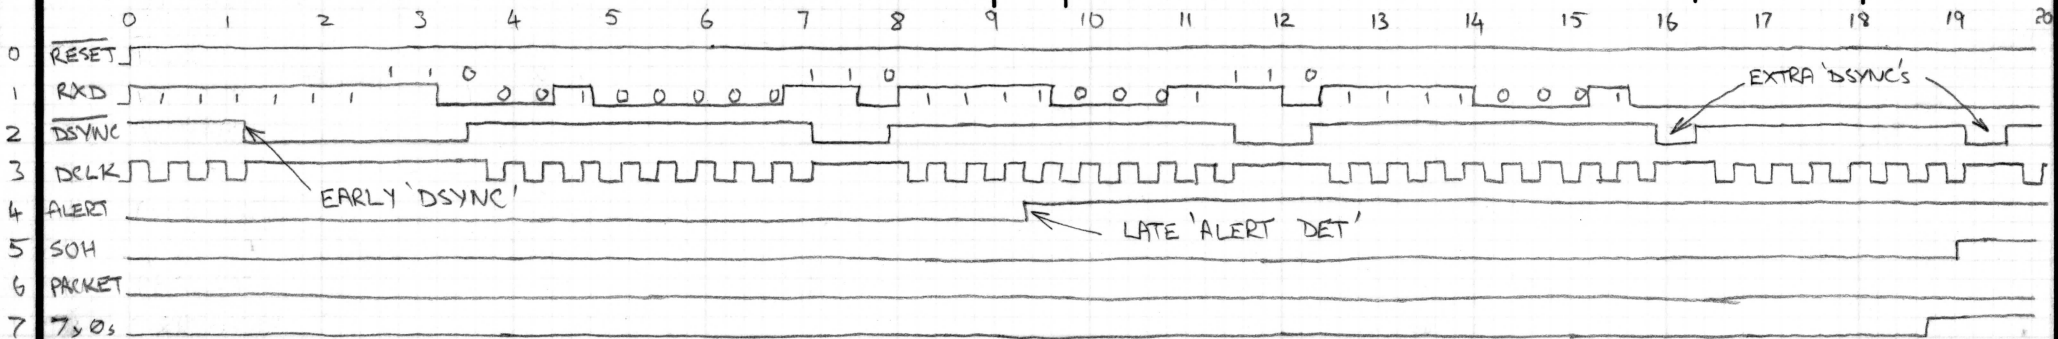 0 1 2 3 4 5 6 7 8 9 10 11 12 13 14 15 16 17 18 19 20
0 RESET
1 1 0 1 1 0 1 1 0 EXTRA 'DSYNC'S
1 RXD 1 1 1 1 1 1 0 0 1 0 0 0 0 0 1 1 1 1 0 0 0 1 1 1 1 1 0 0 0 1
2 DSYNC
3 DCLK
EARLY 'DSYNC'
4 ALERT
LATE 'ALERT DET'
5 SOH
6 PACKET
7 7s0s